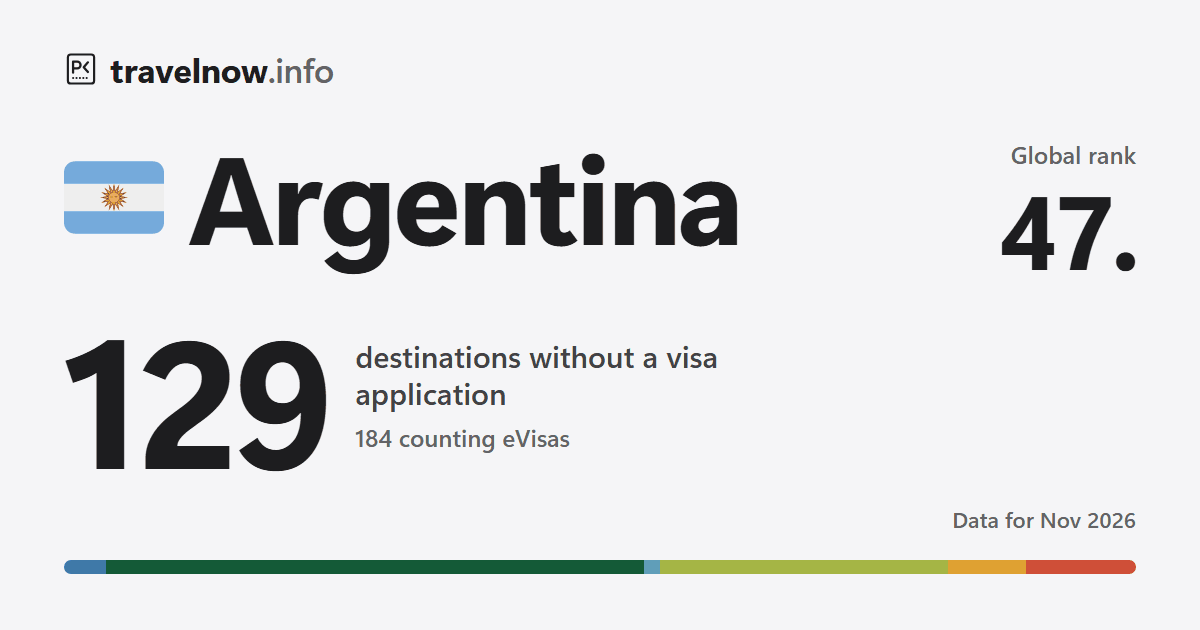 travelnow.info
Argentina
Global rank
47.
129
destinations without a visa
application
184 counting eVisas
Data for Nov 2026